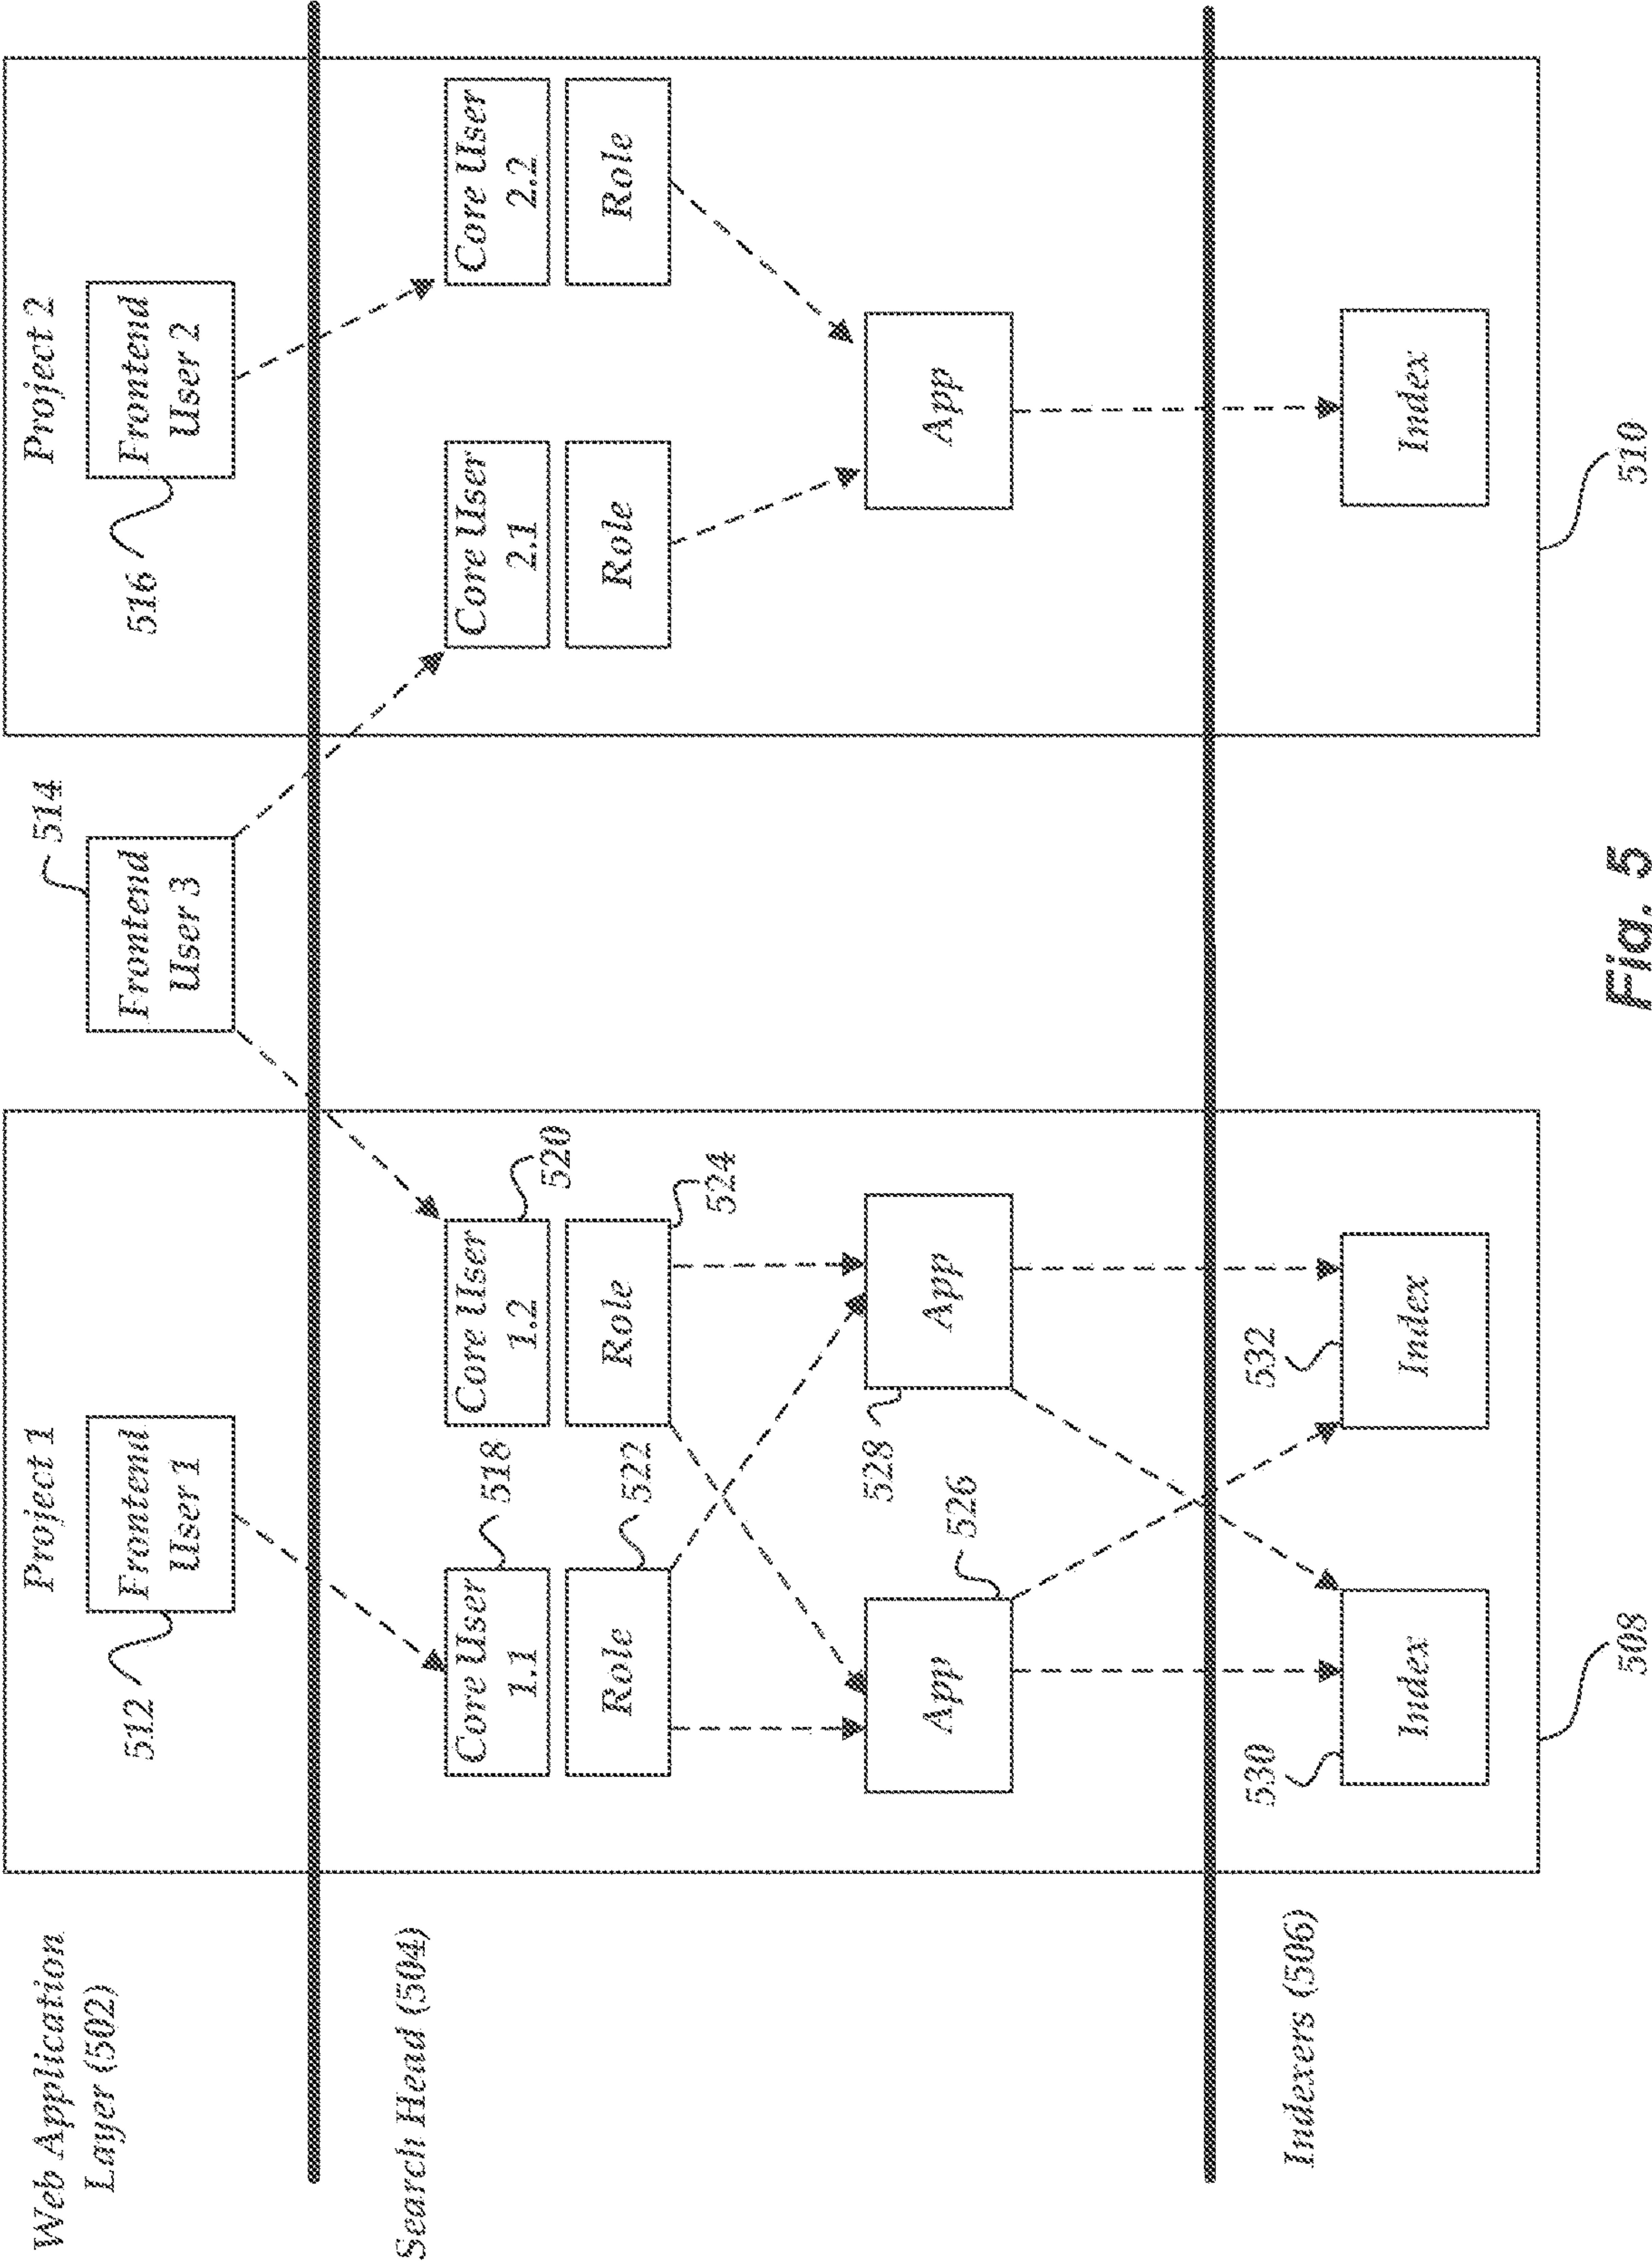 Web Application
Layer (502)
Project 1
Frontend
User 1
512
Frontend
User 3
514
Project 2
Frontend
User 2
516
Search Head (504)
Core User
1.1
518
Role
522
Core User
1.2
520
Role
524
Core User
2.1
Role
Core User
2.2
Role
App
526
App
528
App
Indexers (506)
Index
530
Index
532
Index
508
510
Fig. 5